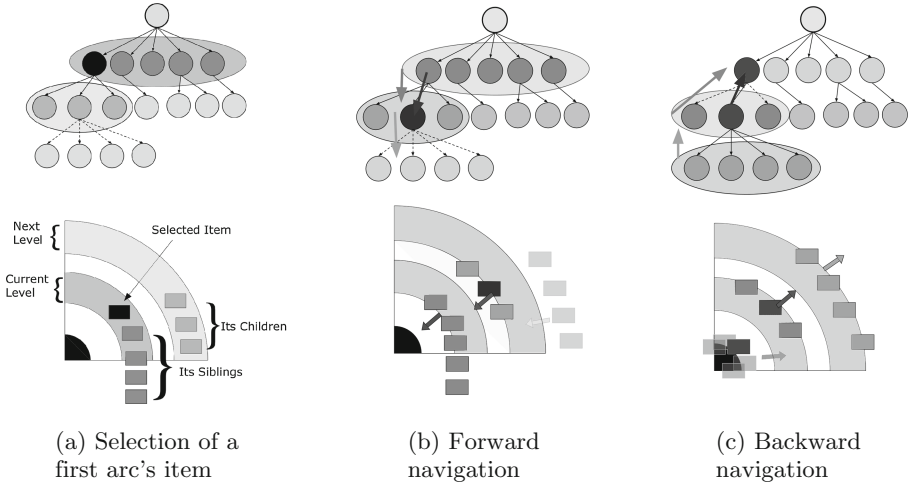 Next
Level
Selected Item
Current
Level
Its Children
Its Siblings
(a) Selection of a
first arc's item
(b) Forward
navigation
(c) Backward
navigation